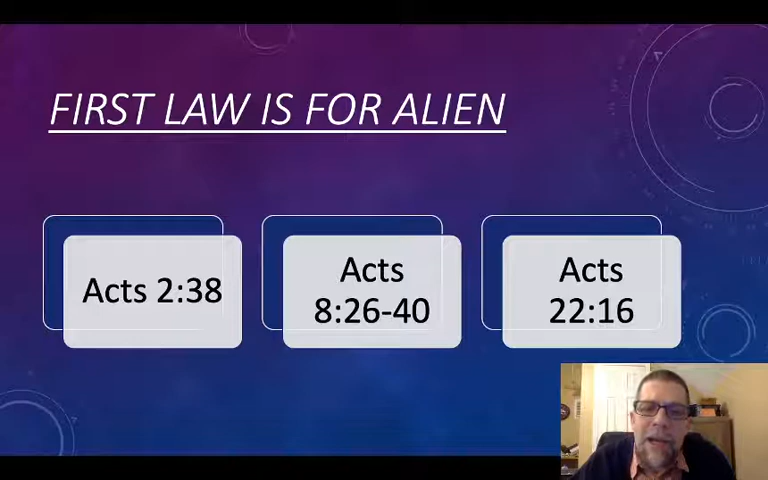 FIRST LAW IS FOR ALIEN
Acts 2:38
Acts
8:26-40
Acts
22:16